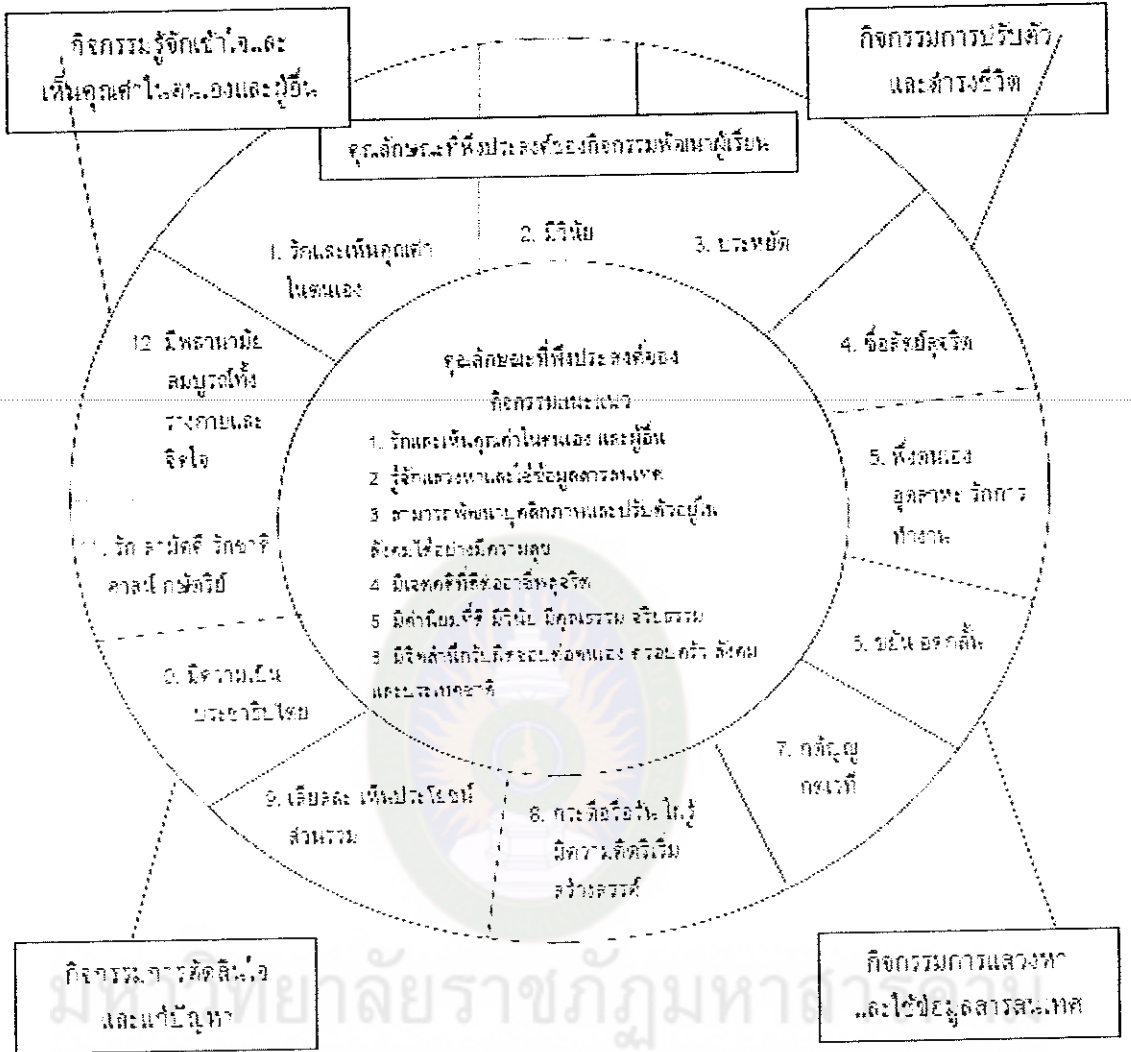 กิจกรรมรู้จักเข้าใจและ
เห็นคุณค่าในตนเองและผู้อื่น
กิจกรรมการปรับตัว
และดำรงชีวิต
คุณลักษณะที่พึงประสงค์ของกิจกรรมพัฒนาผู้เรียน
1. รักและเห็นคุณค่า
ในตนเอง
2. มีวินัย
3. ประหยัด
4. ซื่อสัตย์สุจริต
5. พึ่งตนเอง
อุตสาหะ รักการ
ทำงาน
6. ขยัน อดกลั้น
7. กตัญญู
กตเวที
8. กระตือรือร้น ใฝ่รู้
มีความคิดริเริ่ม
สร้างสรรค์
9. เสียสละ เห็นประโยชน์
ส่วนรวม
มีความเป็น
ประชาธิปไตย
รัก สามัคคี รักชาติ
ศาสน์ กษัตริย์
12 มีพลานามัย
สมบูรณ์ทั้ง
ร่างกายและ
จิตใจ
คุณลักษณะที่พึงประสงค์ของ
กิจกรรมแนะแนว
1. รักและเห็นคุณค่าในตนเอง และผู้อื่น
2 รู้จักแสวงหาและใช้ข้อมูลสารสนเทศ
3 สามารถพัฒนาบุคลิกภาพและปรับตัวอยู่ใน
สังคมได้อย่างมีความสุข
4 มีเจตคติที่ดีต่ออาชีพสุจริต
5 มีค่านิยมที่ดี มีวินัย มีคุณธรรม จริยธรรม
6 มีจิตสำนึกรับผิดชอบต่อตนเอง ครอบครัว สังคม
และประเทศชาติ
กิจกรรมการตัดสินใจ
และแก้ปัญหา
กิจกรรมการแสวงหา
และใช้ข้อมูลสารสนเทศ
มหาวิทยาลัยราชภัฏมหาสารคาม